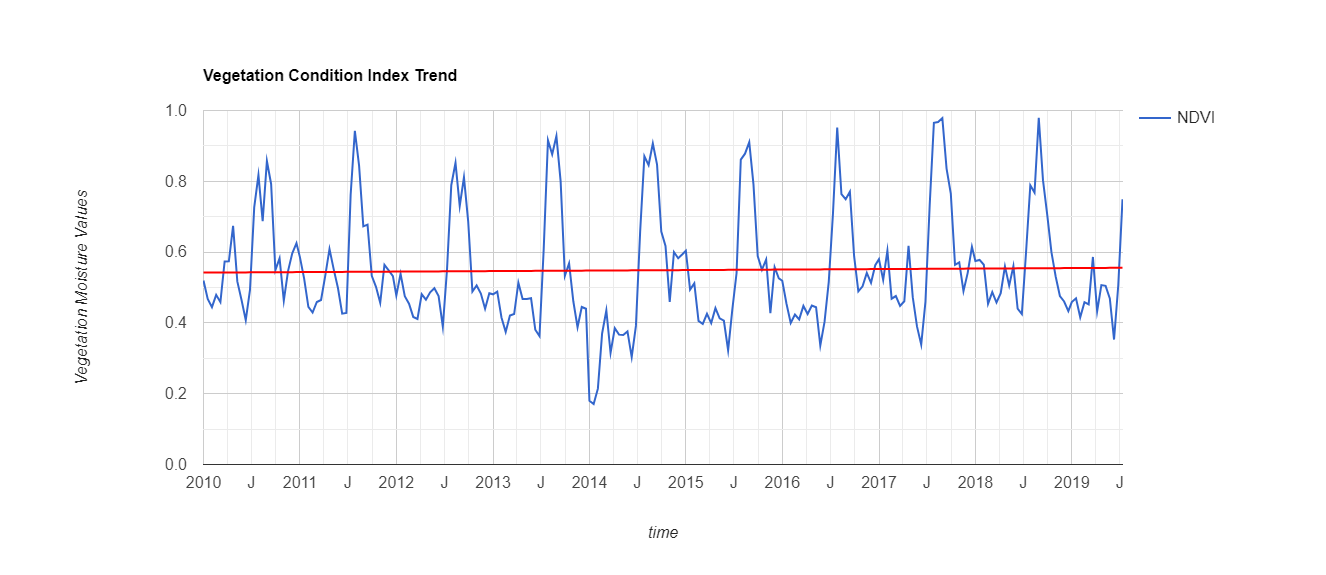 Vegetation Condition Index Trend
NDVI
Vegetation Moisture Values
1.0
0.8
0.6
0.4
0.2
0.0
2010 J 2011 J 2012 J 2013 J 2014 J 2015 J 2016 J 2017 J 2018 J 2019 J
time